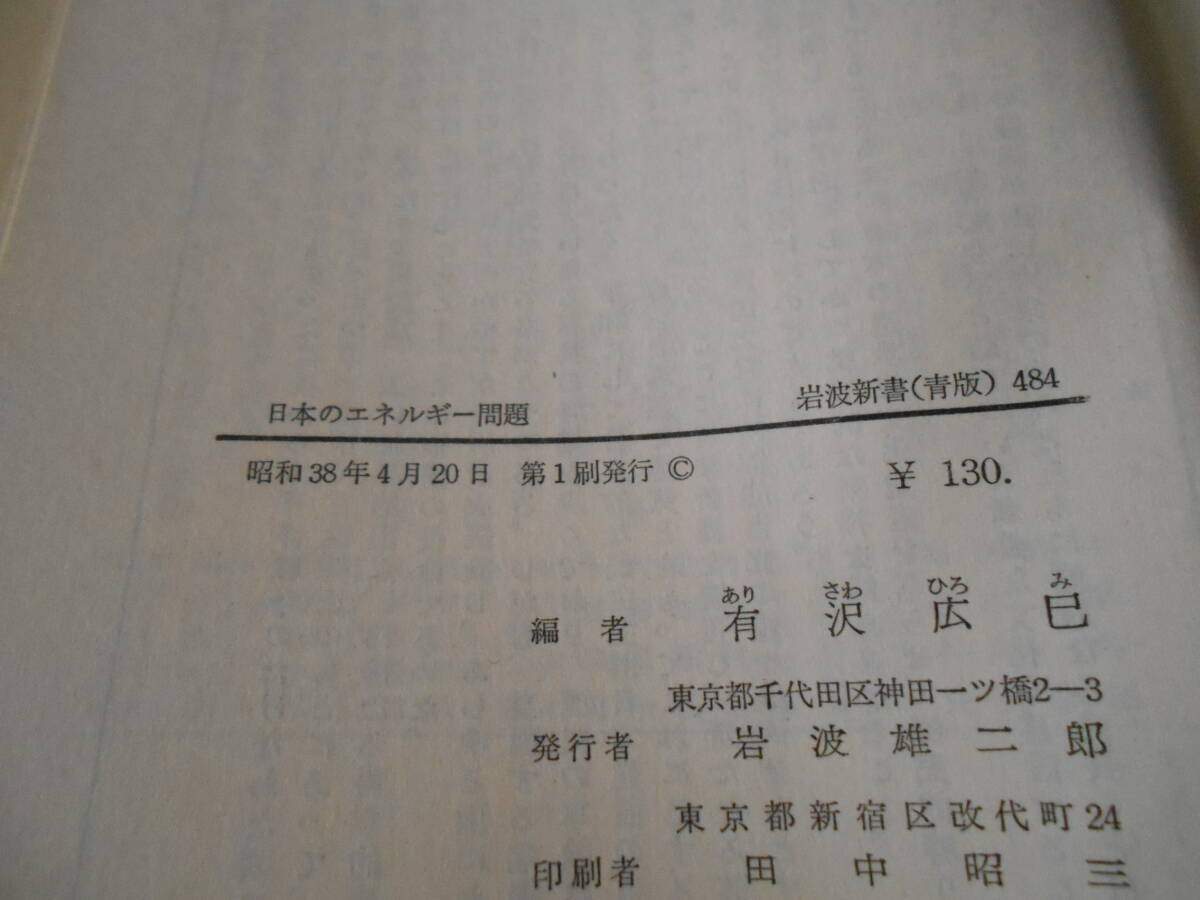 日本のエネルギー問題 岩波新書(青版) 484
昭和38年4月20日 第1刷発行 © ¥ 130.
あり さわ ひろ み
編者 有沢広巳
東京都千代田区神田一ツ橋2―3
発行者 岩波雄二郎
東京都新宿区改代町24
印刷者 田中昭三